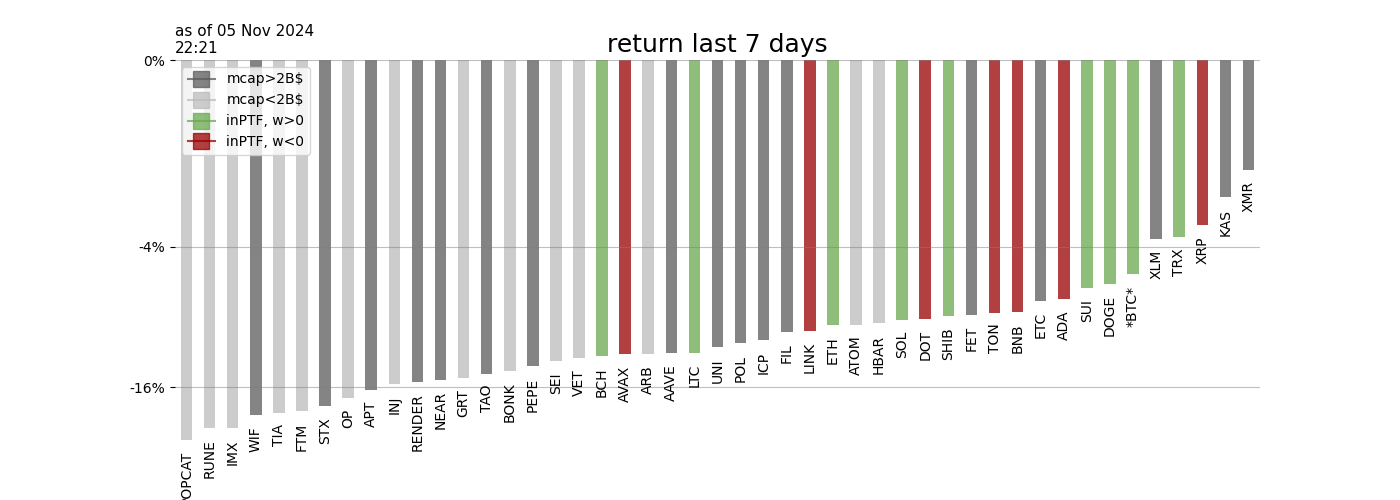 as of 05 Nov 2024
22:21
return last 7 days
0%
-4%
-16%
mcap>2B$
mcap<2B$
inPTF, w>0
inPTF, w<0
RUNE
IMX
WIF
TIA
FTM
STX
OP
APT
INJ
RENDER
NEAR
GRT
TAO
BONK
PEPE
SEI
VET
BCH
AVAX
ARB
AAVE
LTC
UNI
POL
ICP
FIL
LINK
ETH
ATOM
HBAR
SOL
DOT
SHIB
FET
TON
BNB
ETC
ADA
SUI
DOGE
*BTC*
XLM
TRX
XRP
KAS
XMR